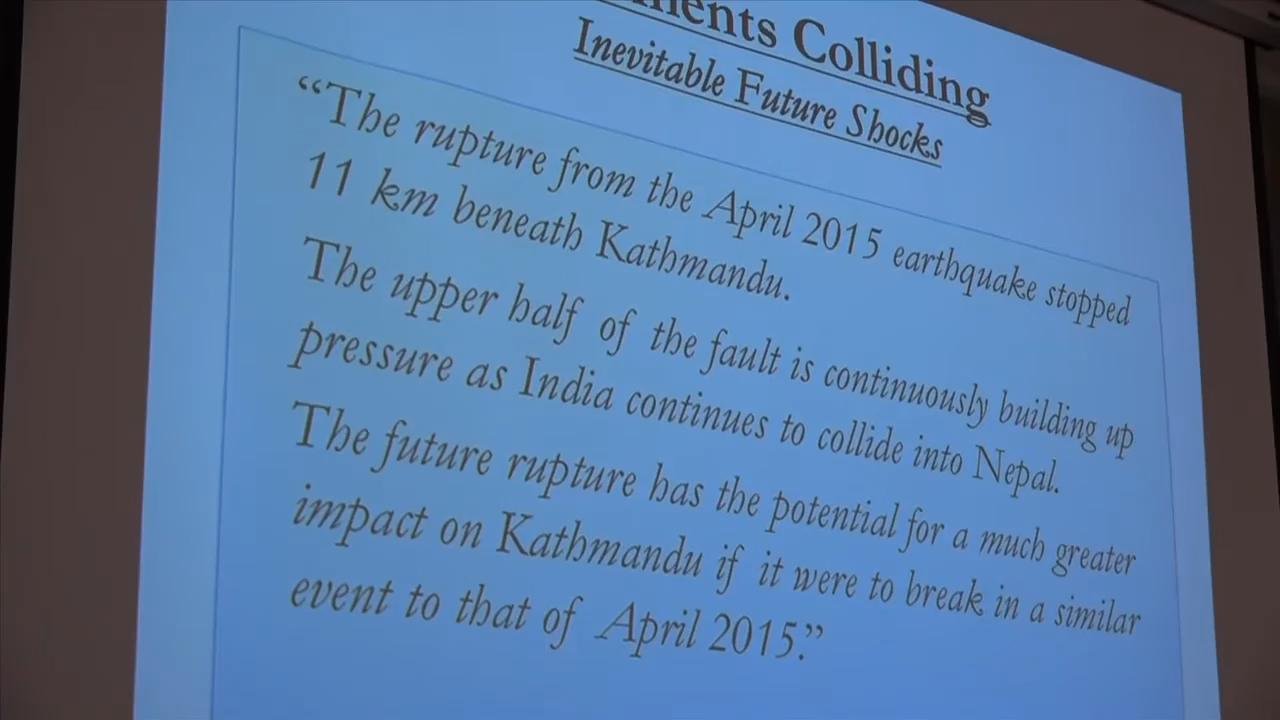 Colliding
Inevitable Future Shocks
“The rupture from the April 2015 earthquake stopped
11 km beneath Kathmandu.
The upper half of the fault is continuously building up
pressure as India continues to collide into Nepal.
The future rupture has the potential for a much greater
impact on Kathmandu if it were to break in a similar
event to that of April 2015.”